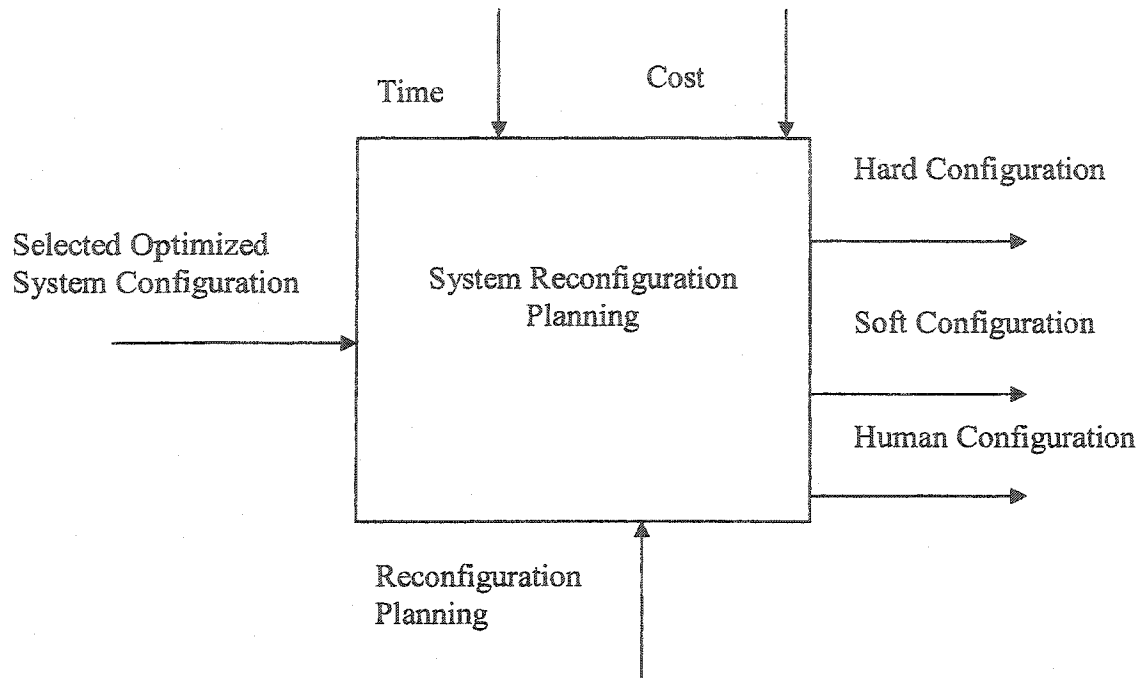 Time
Cost
Hard Configuration
Selected Optimized
System Configuration
System Reconfiguration
Planning
Soft Configuration
Human Configuration
Reconfiguration
Planning